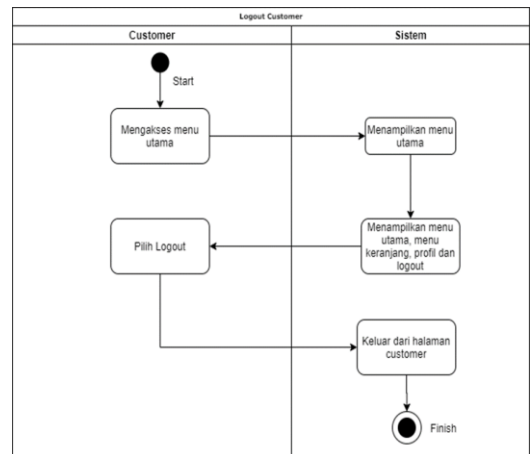 Logout Customer
Customer
Sistem
Start
Mengakses menu
utama
Menampilkan menu
utama
Menampilkan menu
utama, menu
keranjang, profil dan
logout
Pilih Logout
Keluar dari halaman
customer
Finish